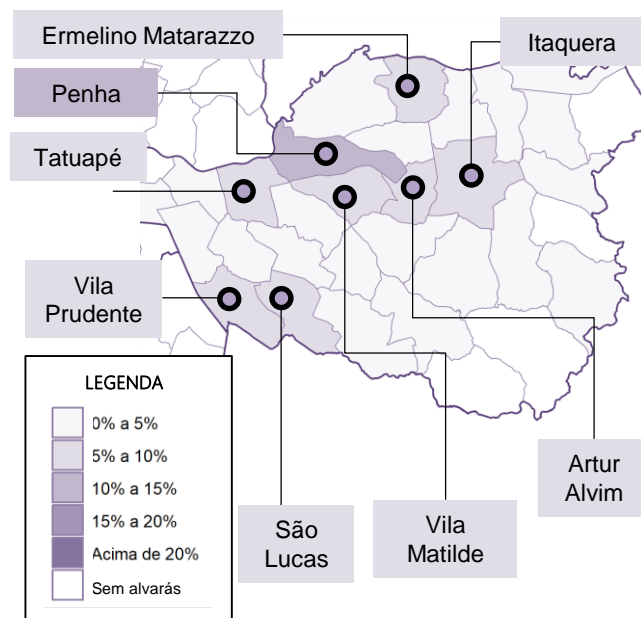 Ermelino Matarazzo
Itaquera
Penha
Tatuapé
Vila
Prudente
LEGENDA
0% a 5%
5% a 10%
10% a 15%
15% a 20%
Acima de 20%
Sem alvarás
São
Lucas
Vila
Matilde
Artur
Alvim